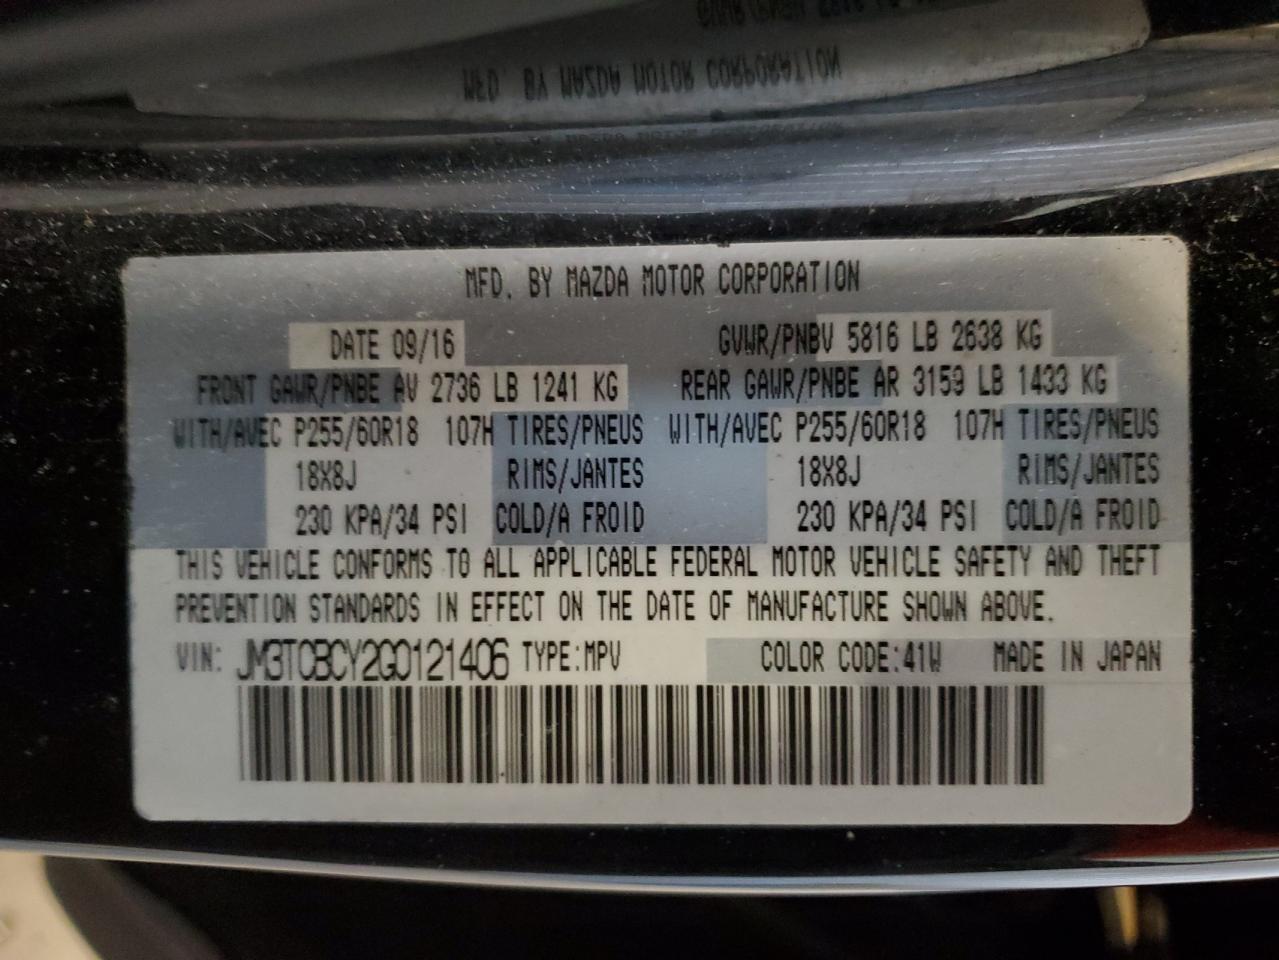 MFD. BY MAZDA MOTOR CORPORATION
DATE 09/16 GVWR/PNBV 5816 LB 2638 KG
FRONT GAWR/PNBE AV 2736 LB 1241 KG REAR GAWR/PNBE AR 3159 LB 1433 KG
WITH/AVEC P255/60R18 107H TIRES/PNEUS WITH/AVEC P255/60R18 107H TIRES/PNEUS
18X8J RIMS/JANTES 18X8J RIMS/JANTES
230 KPA/34 PSI COLD/A FROID 230 KPA/34 PSI COLD/A FROID
THIS VEHICLE CONFORMS TO ALL APPLICABLE FEDERAL MOTOR VEHICLE SAFETY AND THEFT
PREVENTION STANDARDS IN EFFECT ON THE DATE OF MANUFACTURE SHOWN ABOVE.
VIN: JM3TCBCY2G0121406 TYPE:MPV COLOR CODE:41W MADE IN JAPAN